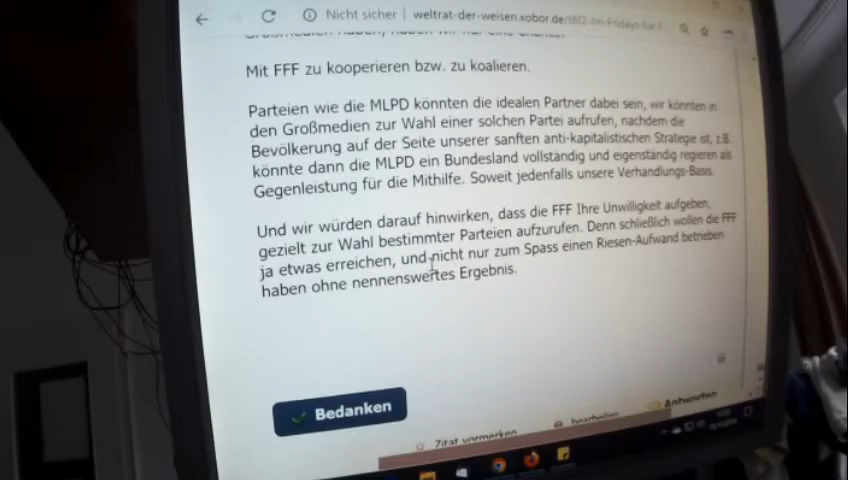 Nicht sicher | weltrat-der-weisen.xobor.de/
Mit FFF zu kooperieren bzw. zu koalieren.
Parteien wie die MLPD könnten die idealen Partner dabei sein, wir könnten in
den Großmedien zur Wahl einer solchen Partei aufrufen, nachdem die
Bevölkerung auf der Seite unserer sanften anti-kapitalistischen Strategie ist, z.B.
könnte dann die MLPD ein Bundesland vollständig und eigenständig regieren als
Gegenleistung für die Mithilfe. Soweit jedenfalls unsere Verhandlungs-Basis.
Und wir würden darauf hinwirken, dass die FFF Ihre Unwilligkeit aufgeben,
gezielt zur Wahl bestimmter Parteien aufzurufen. Denn schließlich wollen die FFF
ja etwas erreichen, und nicht nur zum Spass einen Riesen-Aufwand betrieben
haben ohne nennenswertes Ergebnis.
Bedanken
Zitat vormerken bearbeiten Antworten